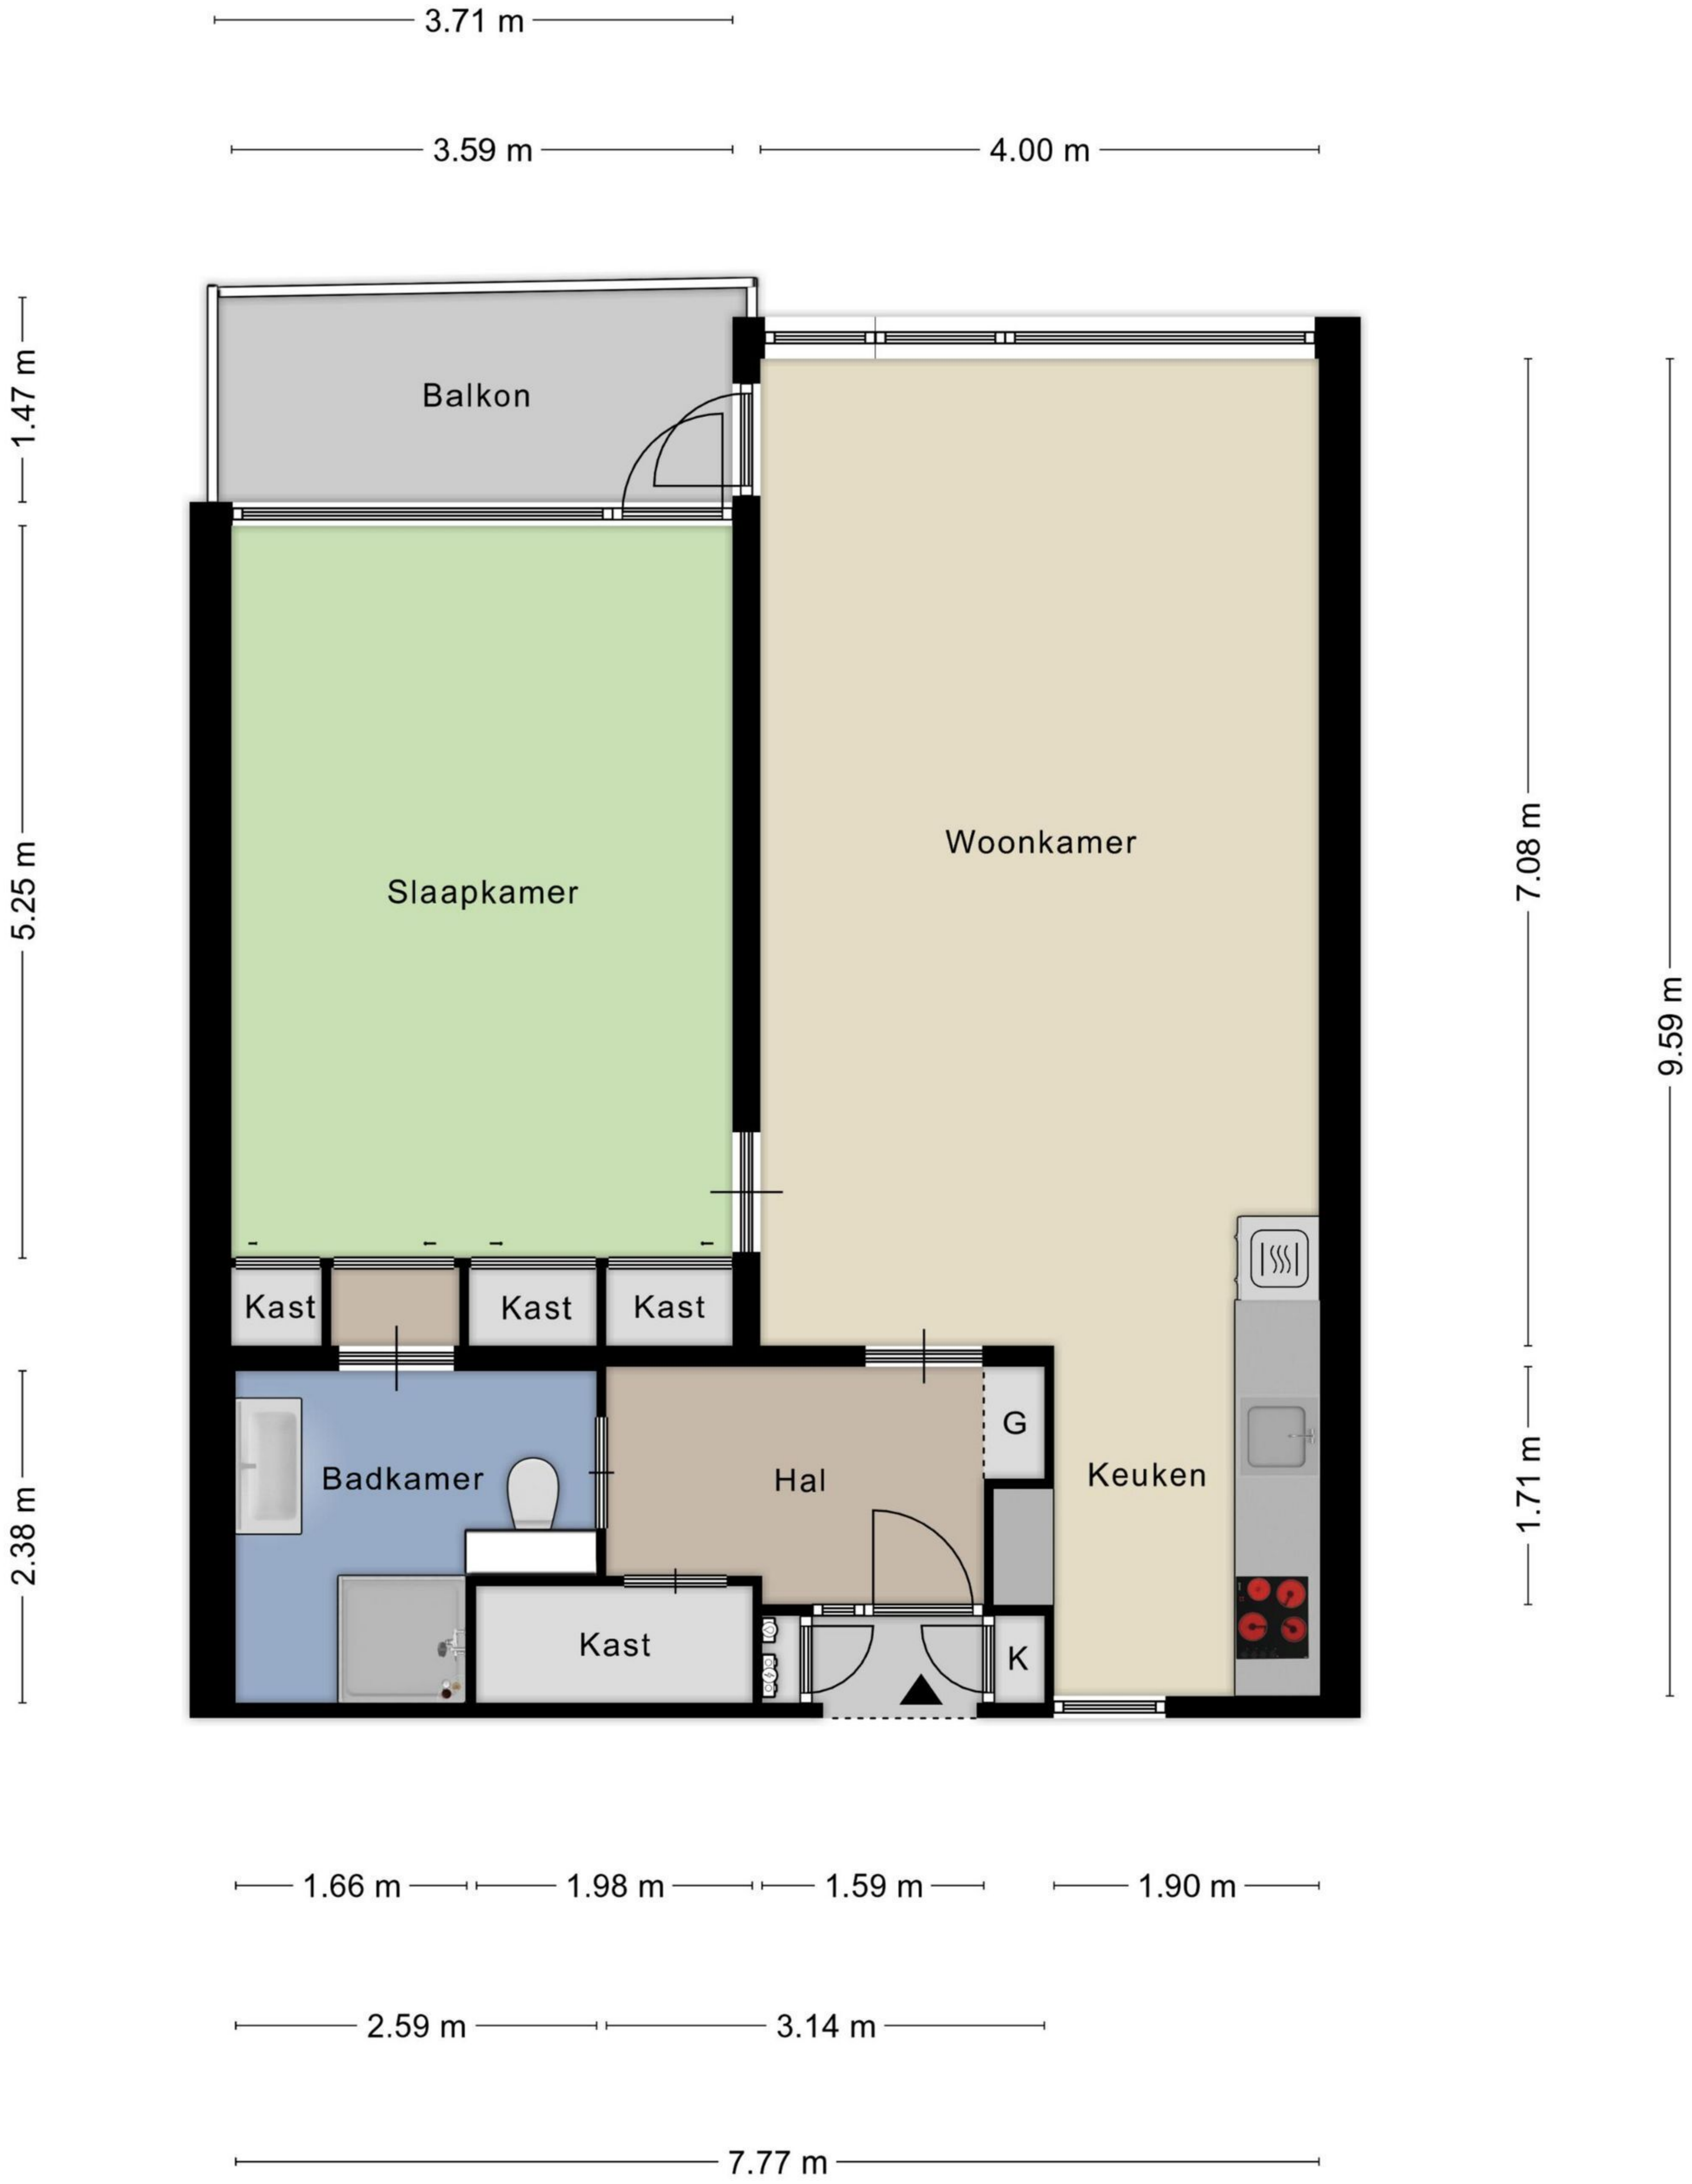 3.71 m
3.59 m
4.00 m
1.47 m
Balkon
Woonkamer
7.08 m
Slaapkamer
5.25 m
9.59 m
Kast
Kast
Kast
G
Badkamer
Hal
Keuken
1.71 m
2.38 m
Kast
K
1.66 m
1.98 m
1.59 m
1.90 m
2.59 m
3.14 m
7.77 m